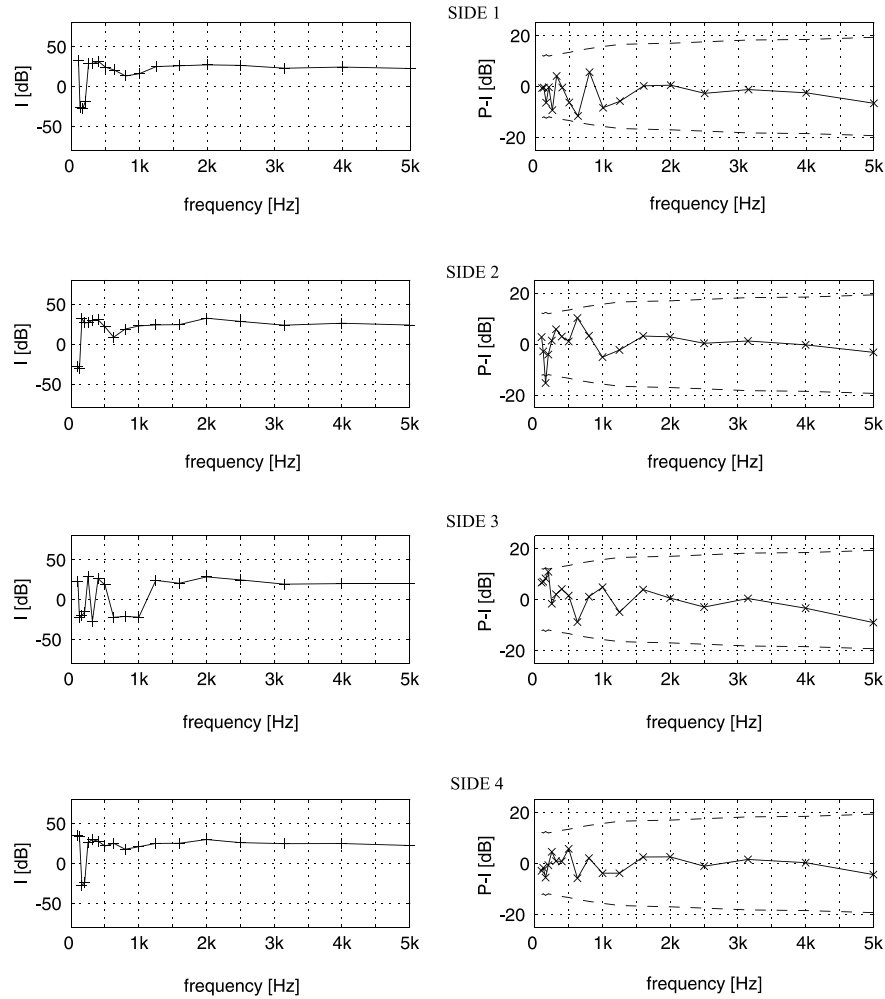 SIDE 1
50
0
-50
I [dB]
0 1k 2k 3k 4k 5k
frequency [Hz]
20
0
-20
P-I [dB]
0 1k 2k 3k 4k 5k
frequency [Hz]
SIDE 2
50
0
-50
I [dB]
0 1k 2k 3k 4k 5k
frequency [Hz]
20
0
-20
P-I [dB]
0 1k 2k 3k 4k 5k
frequency [Hz]
SIDE 3
50
0
-50
I [dB]
0 1k 2k 3k 4k 5k
frequency [Hz]
20
0
-20
P-I [dB]
0 1k 2k 3k 4k 5k
frequency [Hz]
SIDE 4
50
0
-50
I [dB]
0 1k 2k 3k 4k 5k
frequency [Hz]
20
0
-20
P-I [dB]
0 1k 2k 3k 4k 5k
frequency [Hz]